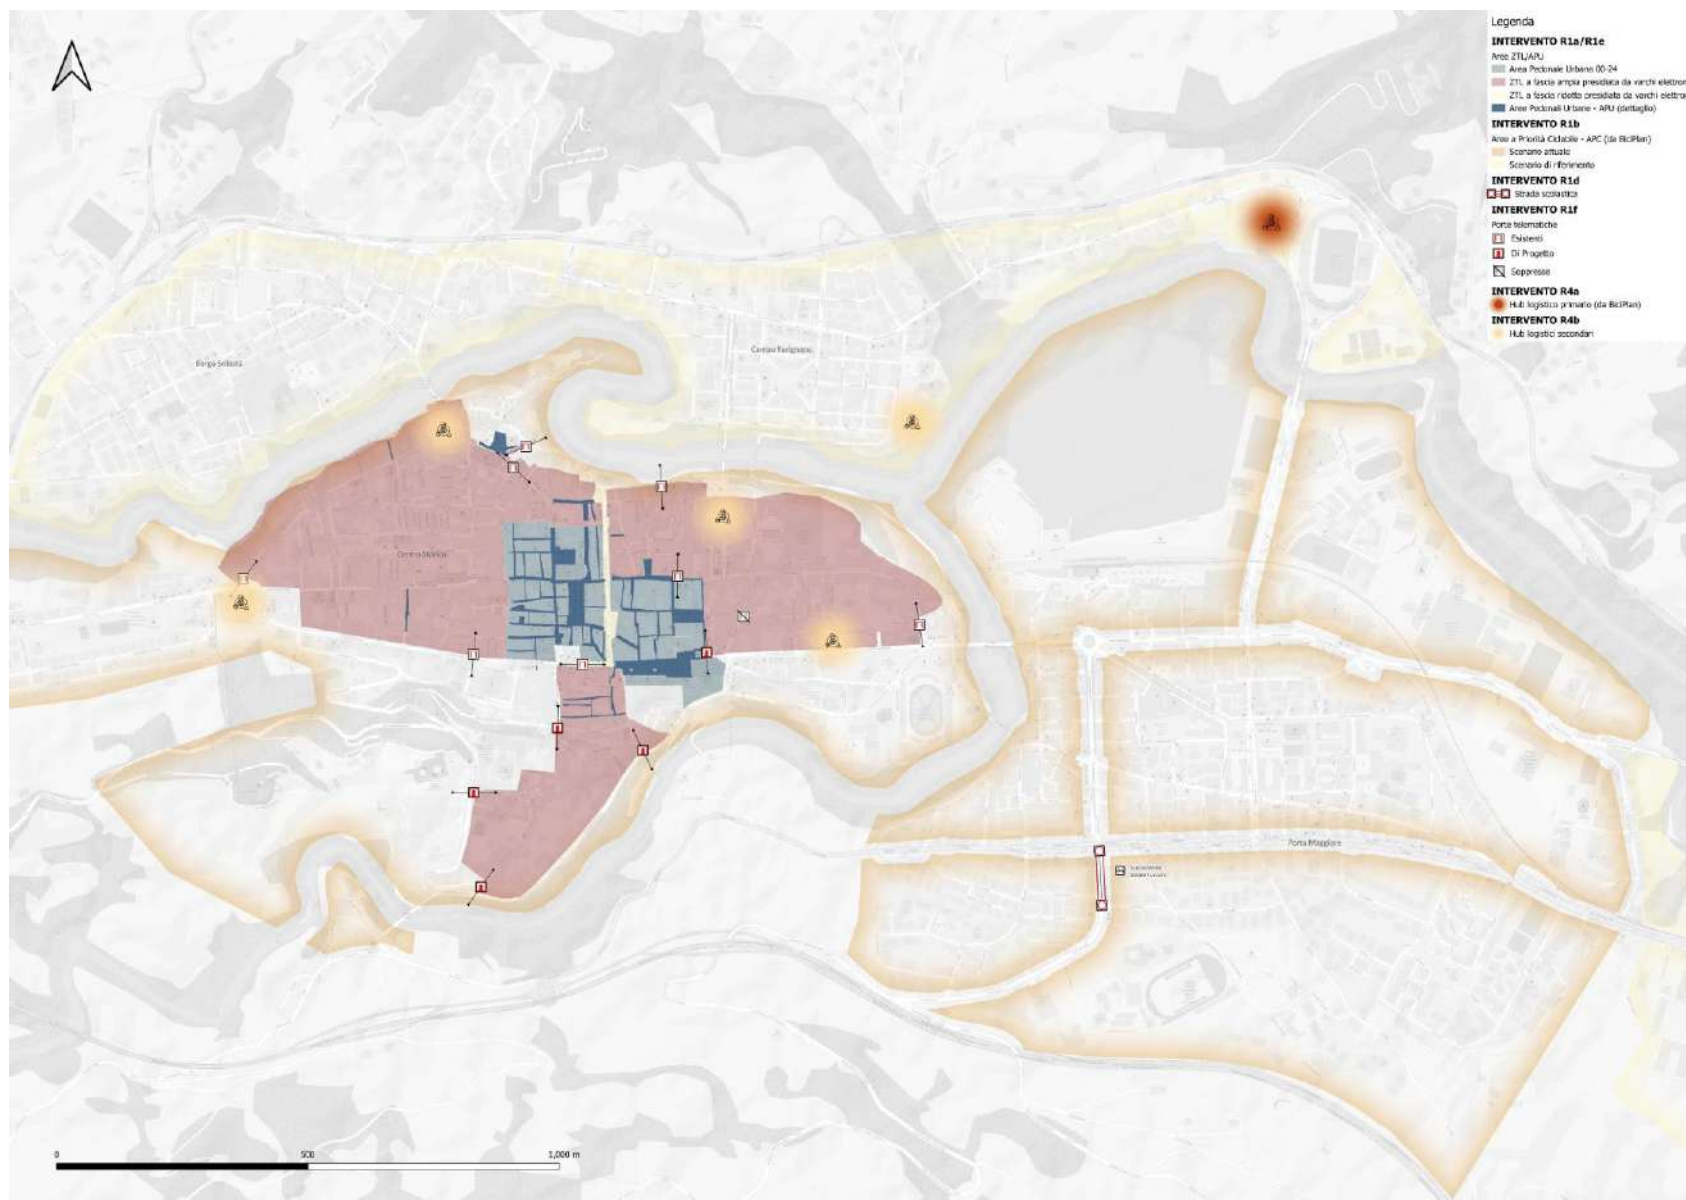 Legenda
INTERVENTO R1a/R1e
Aree ZTL/APU
Area Pedonale Urbana 00-24
ZTL a fascia ampia presidiata da varchi elettron
ZTL a fascia ridotta presidiata da varchi elettron
Aree Pedonali Urbane - APU (dettaglio)
INTERVENTO R1b
Aree a Priorità Ciclabile - APC (da BiciPlan)
Scenario attuale
Scenario di riferimento
INTERVENTO R1d
Strada scolastica
INTERVENTO R1f
Porte telematiche
Esistenti
Di Progetto
Soppresse
INTERVENTO R4a
Hub logistico primario (da BiciPlan)
INTERVENTO R4b
Hub logistici secondari
Borgo Solestà
Campo Parignano
Centro Storico
Porta Maggiore
0 500 1,000 m